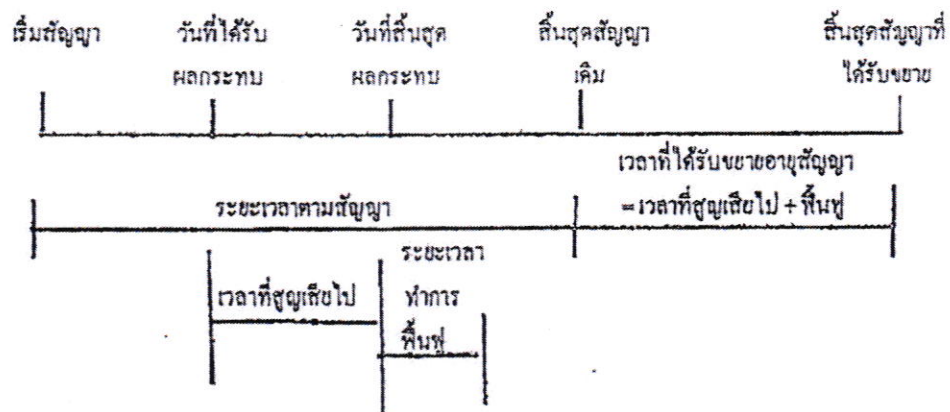 เริ่มสัญญา วันที่ได้รับ วันที่สิ้นสุด สิ้นสุดสัญญา สิ้นสุดสัญญาที่
ผลกระทบ ผลกระทบ เดิม ได้รับขยาย
เวลาที่ได้รับขยายอายุสัญญา
ระยะเวลาตามสัญญา =เวลาที่สูญเสียไป + ฟื้นฟู
ระยะเวลา
เวลาที่สูญเสียไป ทำการ
ฟื้นฟู